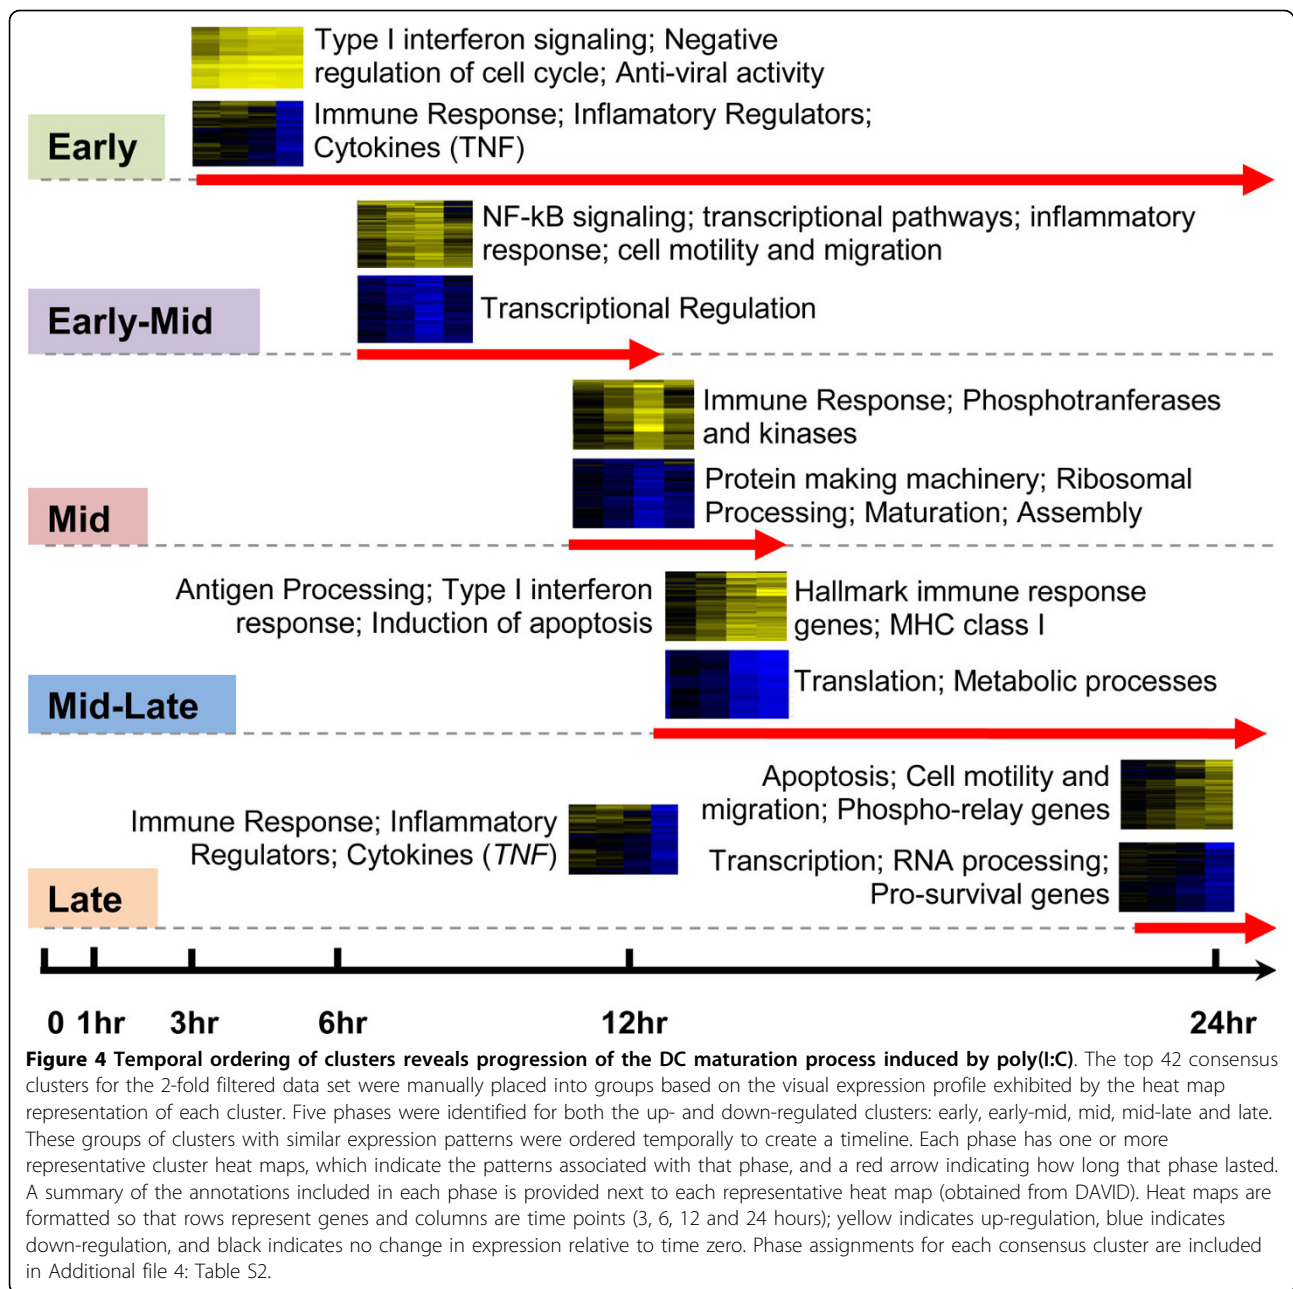 Type I interferon signaling; Negative
regulation of cell cycle; Anti-viral activity
Immune Response; Inflamatory Regulators;
Cytokines (TNF)
Early
NF-kB signaling; transcriptional pathways; inflammatory
response; cell motility and migration
Transcriptional Regulation
Early-Mid
Immune Response; Phosphotranferases
and kinases
Protein making machinery; Ribosomal
Processing; Maturation; Assembly
Mid
Antigen Processing; Type I interferon
response; Induction of apoptosis
Hallmark immune response
genes; MHC class I
Translation; Metabolic processes
Mid-Late
Apoptosis; Cell motility and
migration; Phospho-relay genes
Immune Response; Inflammatory
Regulators; Cytokines (TNF)
Transcription; RNA processing;
Pro-survival genes
Late
0 1hr 3hr 6hr 12hr 24hr
Figure 4 Temporal ordering of clusters reveals progression of the DC maturation process induced by poly(I:C). The top 42 consensus
clusters for the 2-fold filtered data set were manually placed into groups based on the visual expression profile exhibited by the heat map
representation of each cluster. Five phases were identified for both the up- and down-regulated clusters: early, early-mid, mid, mid-late and late.
These groups of clusters with similar expression patterns were ordered temporally to create a timeline. Each phase has one or more
representative cluster heat maps, which indicate the patterns associated with that phase, and a red arrow indicating how long that phase lasted.
A summary of the annotations included in each phase is provided next to each representative heat map (obtained from DAVID). Heat maps are
formatted so that rows represent genes and columns are time points (3, 6, 12 and 24 hours); yellow indicates up-regulation, blue indicates
down-regulation, and black indicates no change in expression relative to time zero. Phase assignments for each consensus cluster are included
in Additional file 4: Table S2.